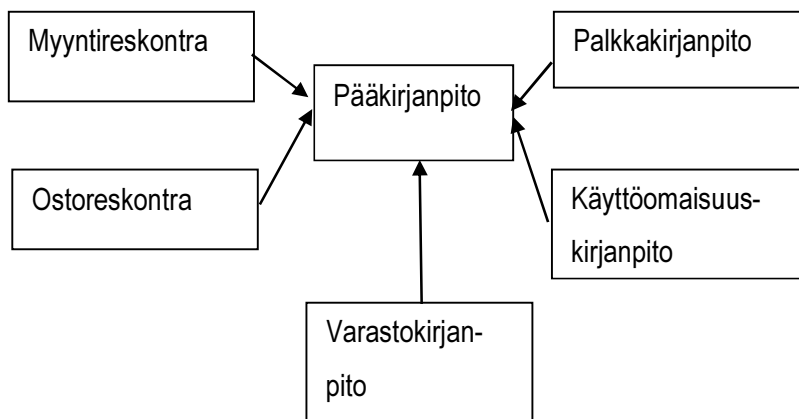 Myyntireskontra
Palkkakirjanpito
Pääkirjanpito
Ostoreskontra
Käyttöomaisuus-
kirjanpito
Varastokirjan-
pito